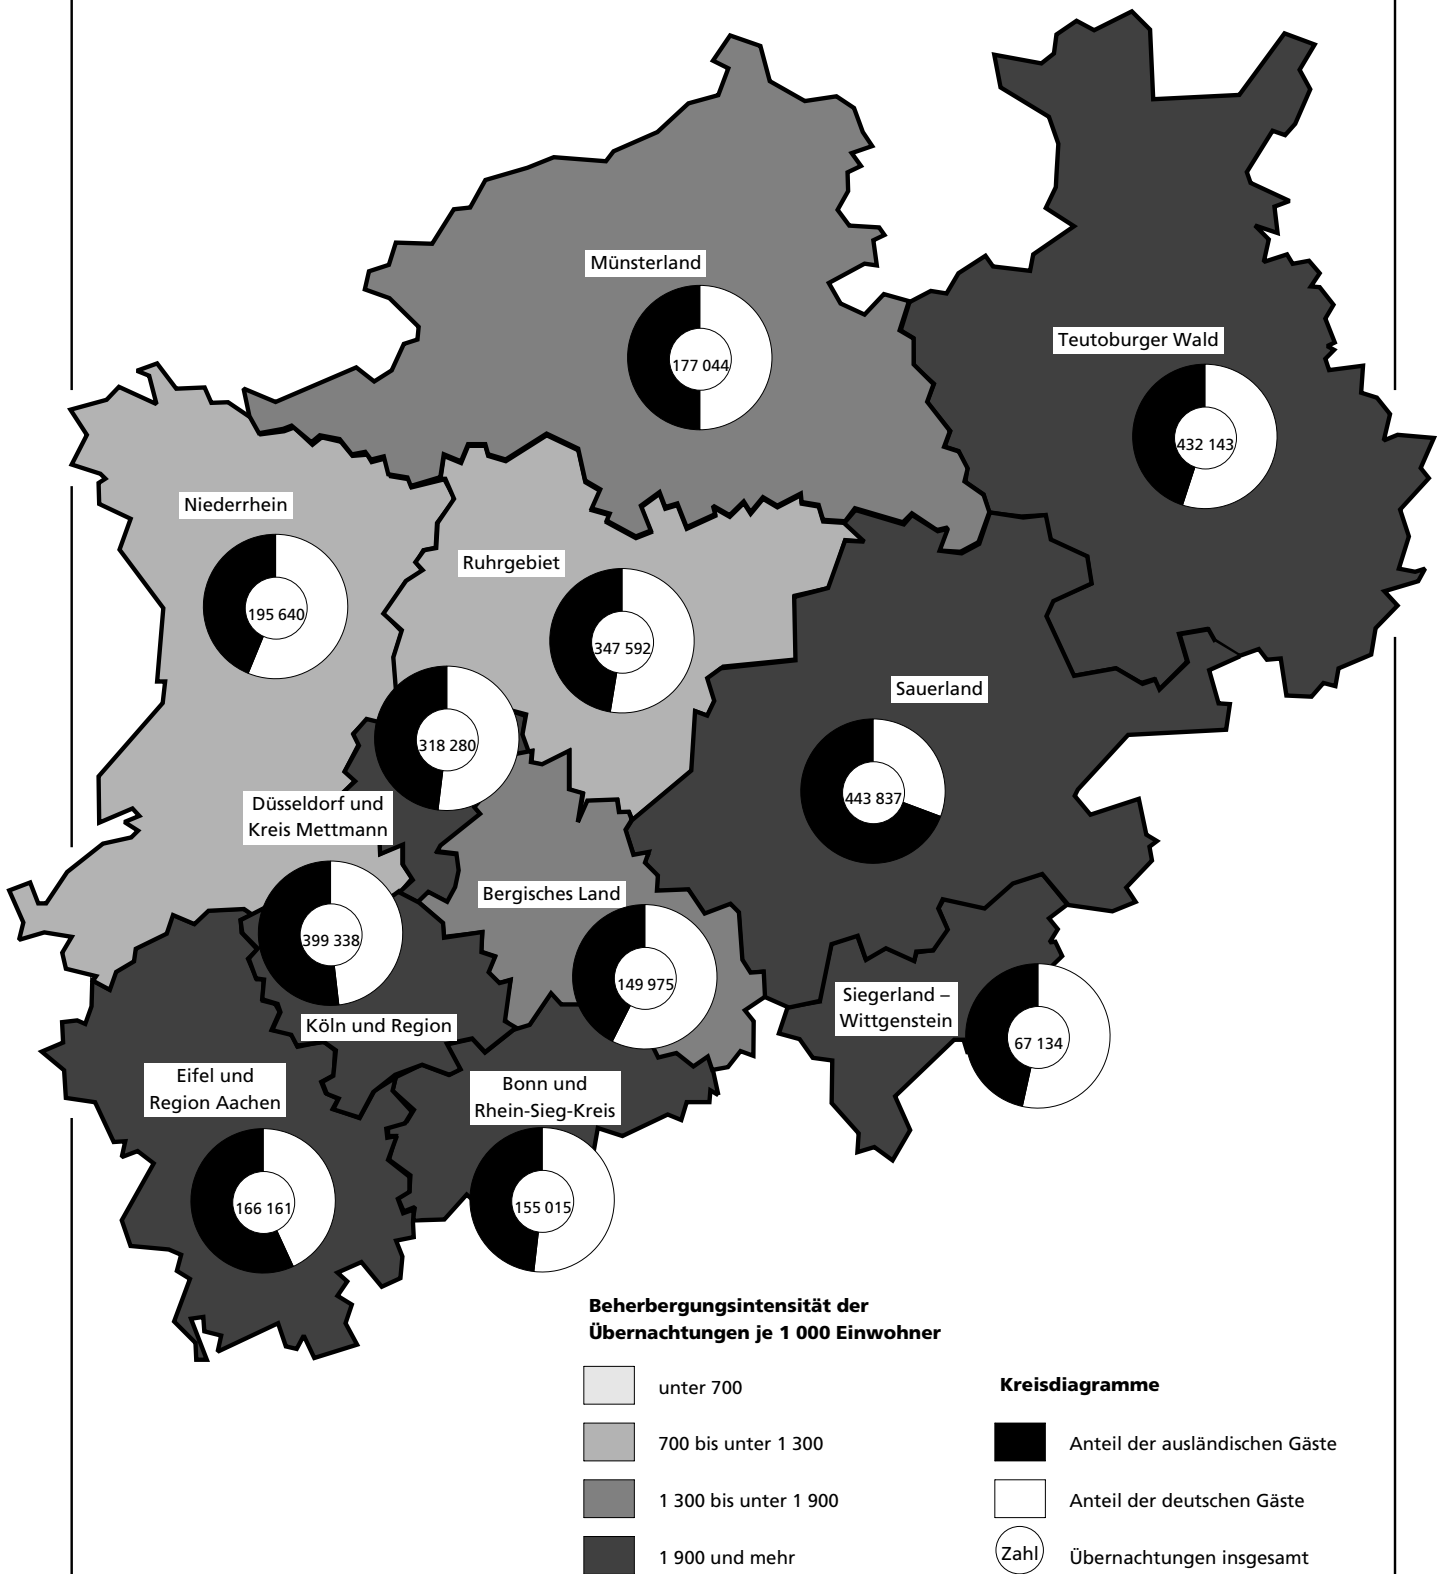 Münsterland
177 044
Teutoburger Wald
432 143
Niederrhein
195 640
Ruhrgebiet
347 592
Sauerland
443 837
318 280
Düsseldorf und
Kreis Mettmann
Bergisches Land
149 975
399 338
Köln und Region
Siegerland –
Wittgenstein
67 134
Eifel und
Region Aachen
166 161
Bonn und
Rhein-Sieg-Kreis
155 015
Beherbergungsintensität der
Übernachtungen je 1 000 Einwohner
unter 700
700 bis unter 1 300
1 300 bis unter 1 900
1 900 und mehr
Kreisdiagramme
Anteil der ausländischen Gäste
Anteil der deutschen Gäste
Zahl
Übernachtungen insgesamt